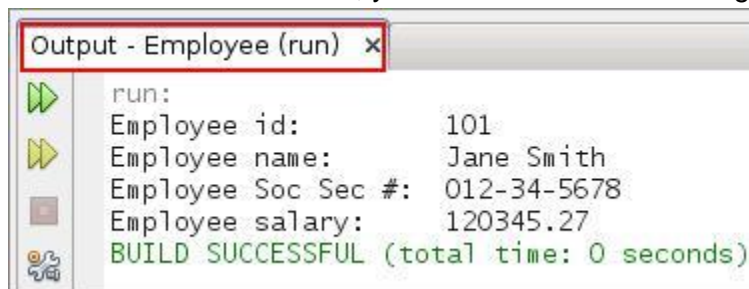 Output - Employee (run) x
run:
Employee id: 101
Employee name: Jane Smith
Employee Soc Sec #: 012-34-5678
Employee salary: 120345.27
BUILD SUCCESSFUL (total time: 0 seconds)